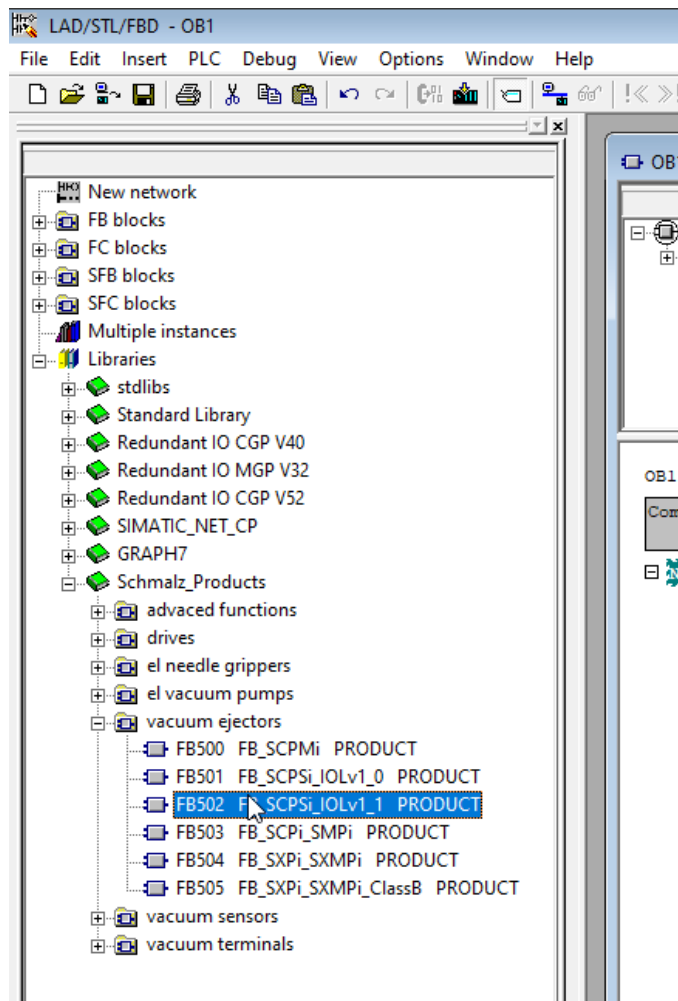 LAD/STL/FBD - OB1
File Edit Insert PLC Debug View Options Window Help
New network
OB1
FB blocks
FC blocks
SFB blocks
SFC blocks
Multiple instances
Libraries
stdlibs
Standard Library
Redundant IO CGP V40
Redundant IO MGP V32
Redundant IO CGP V52
OB1
SIMATIC_NET_CP
Com
GRAPH7
Schmalz_Products
advaced functions
drives
el needle grippers
el vacuum pumps
vacuum ejectors
FB500 FB_SCPMi PRODUCT
FB501 FB_SCPSi_IOLv1_0 PRODUCT
FB502 FB_SCPSi_IOLv1_1 PRODUCT
FB503 FB_SCPi_SMPi PRODUCT
FB504 FB_SXPi_SXMPi PRODUCT
FB505 FB_SXPi_SXMPi_ClassB PRODUCT
vacuum sensors
vacuum terminals